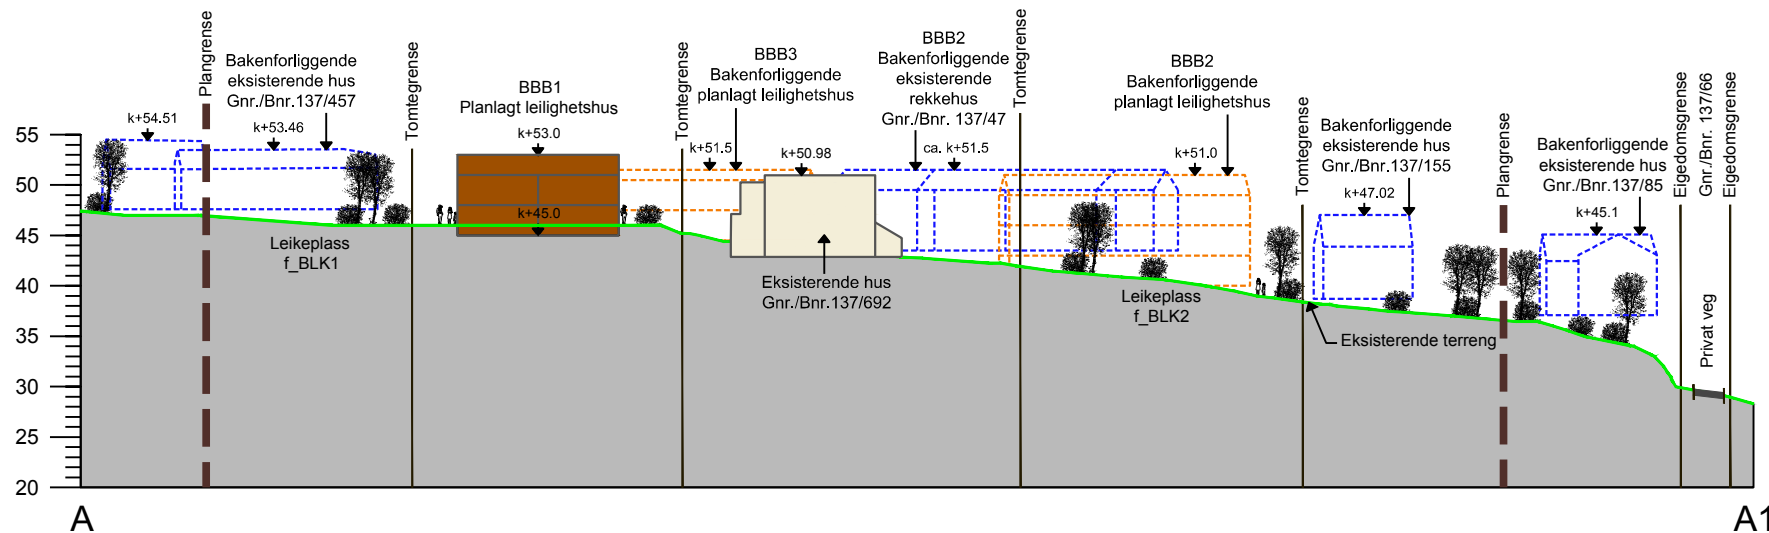 Plangrense
Bakenforliggende
eksisterende hus
Gnr./Bnr.137/457
k+54.51
k+53.46
Tomtegrense
BBB1
Planlagt leilighetshus
k+53.0
k+45.0
Tomtegrense
BBB3
Bakenforliggende
planlagt leilighetshus
k+51.5
k+50.98
BBB2
Bakenforliggende
eksisterende
rekkehus
Gnr./Bnr. 137/47
ca. k+51.5
Tomtegrense
BBB2
Bakenforliggende
planlagt leilighetshus
k+51.0
Tomtegrense
Bakenforliggende
eksisterende hus
Gnr./Bnr.137/155
k+47.02
Plangrense
Bakenforliggende
eksisterende hus
Gnr./Bnr.137/85
k+45.1
Eigedomsgrense
Gnr./Bnr. 137/66
Eigedomsgrense
Privat veg
Leikeplass
f_BLK1
Eksisterende hus
Gnr./Bnr.137/692
Leikeplass
f_BLK2
Eksisterende terreng
55
50
45
40
35
30
25
20
A
A1